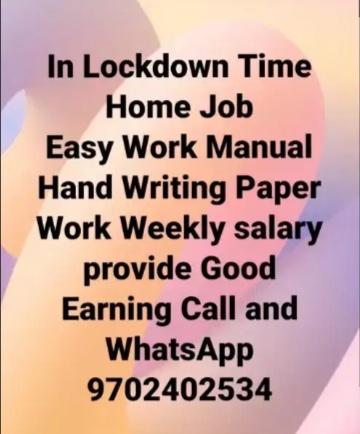 In Lockdown Time
Home Job
Easy Work Manual
Hand Writing Paper
Work Weekly salary
provide Good
Earning Call and
WhatsApp
9702402534